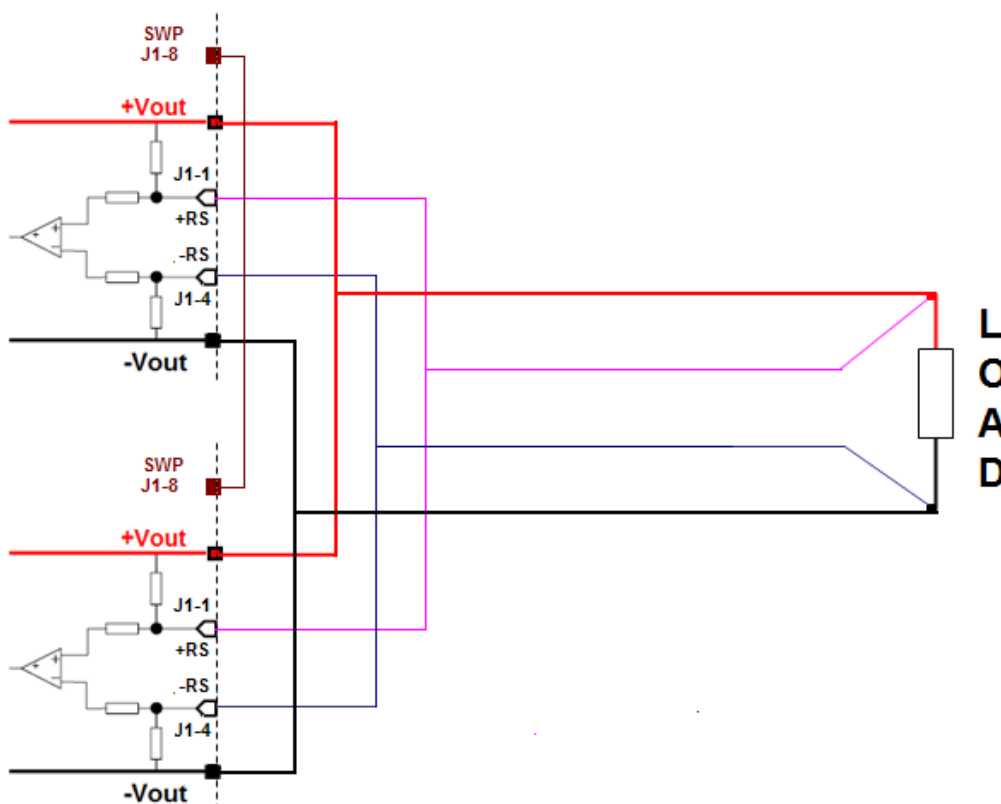 SWP
J1-8
+Vout
J1-1
+RS
-RS
J1-4
-Vout
L
O
A
D
SWP
J1-8
+Vout
J1-1
+RS
-RS
J1-4
-Vout